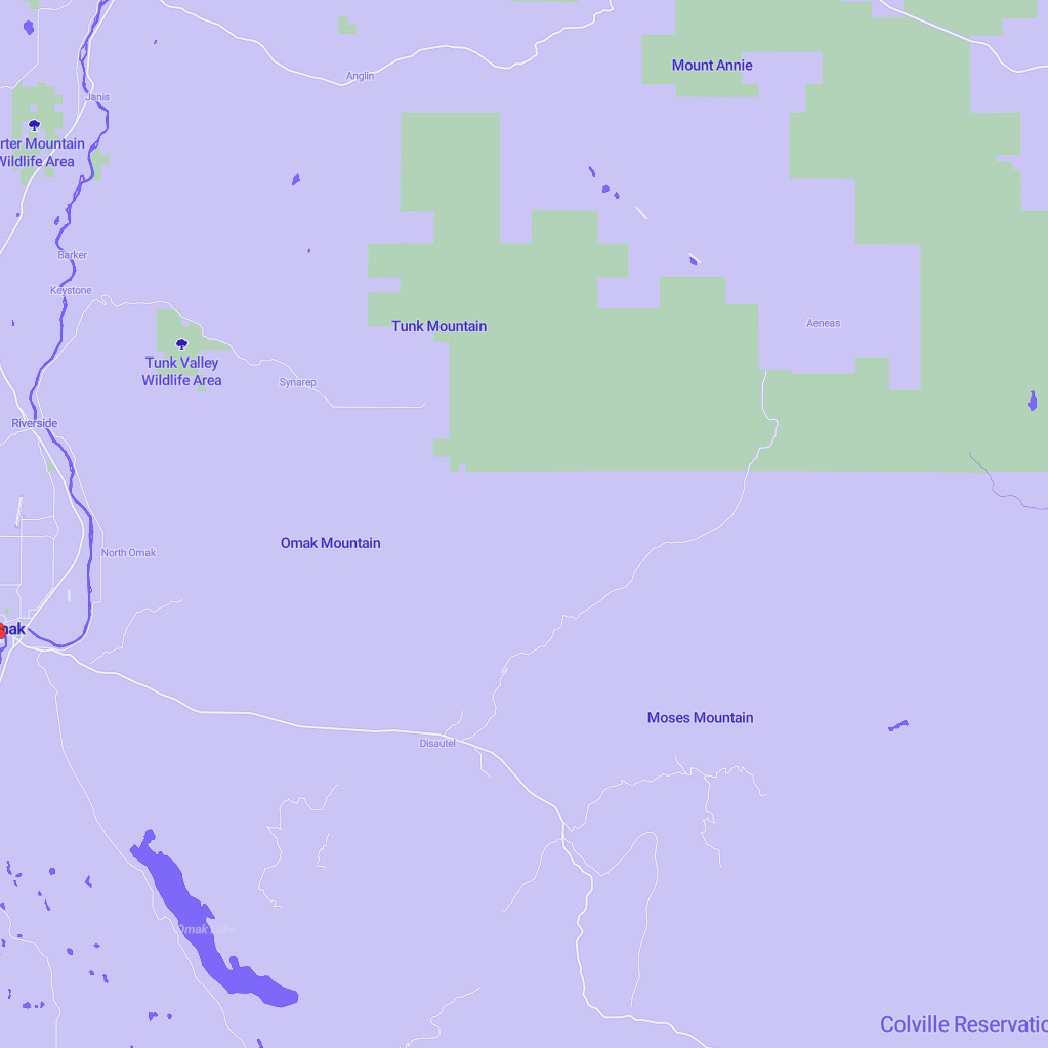 Mount Annie
Anglin
Janis
rter Mountain
Wildlife Area
Barker
Keystone
Aeneas
Tunk Mountain
Tunk Valley
Wildlife Area
Synarep
Riverside
Omak Mountain
North Omak
nak
Moses Mountain
Disautel
Omak Lake
Colville Reservatio